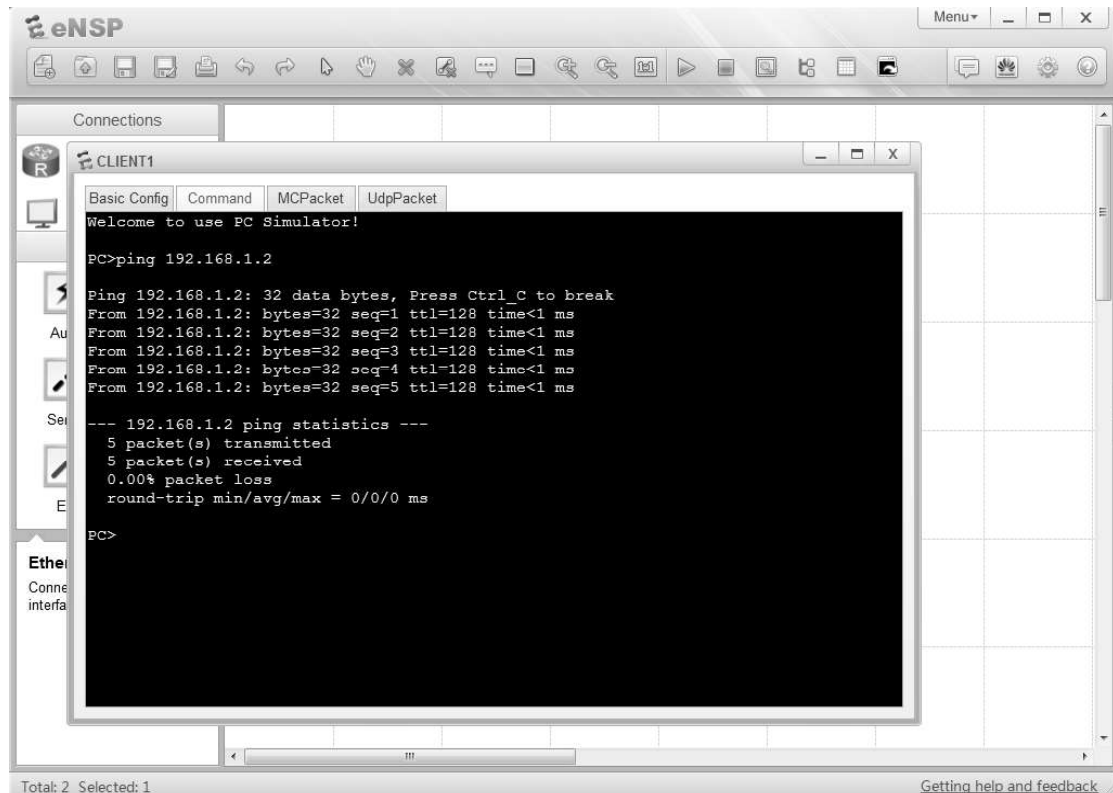 eNSP
Menu
Connections
R
CLIENT1
Basic Config Command MCPacket UdpPacket
Welcome to use PC Simulator!
PC>ping 192.168.1.2
Ping 192.168.1.2: 32 data bytes, Press Ctrl_C to break
From 192.168.1.2: bytes=32 seq=1 ttl=128 time<1 ms
From 192.168.1.2: bytes=32 seq=2 ttl=128 time<1 ms
From 192.168.1.2: bytes=32 seq=3 ttl=128 time<1 ms
From 192.168.1.2: bytes=32 seq=4 ttl=128 time<1 ms
From 192.168.1.2: bytes=32 seq=5 ttl=128 time<1 ms
--- 192.168.1.2 ping statistics ---
5 packet(s) transmitted
5 packet(s) received
0.00% packet loss
round-trip min/avg/max = 0/0/0 ms
PC>
Au
Ser
E
Ether
Conne
interfa
Total: 2 Selected: 1
Getting help and feedback